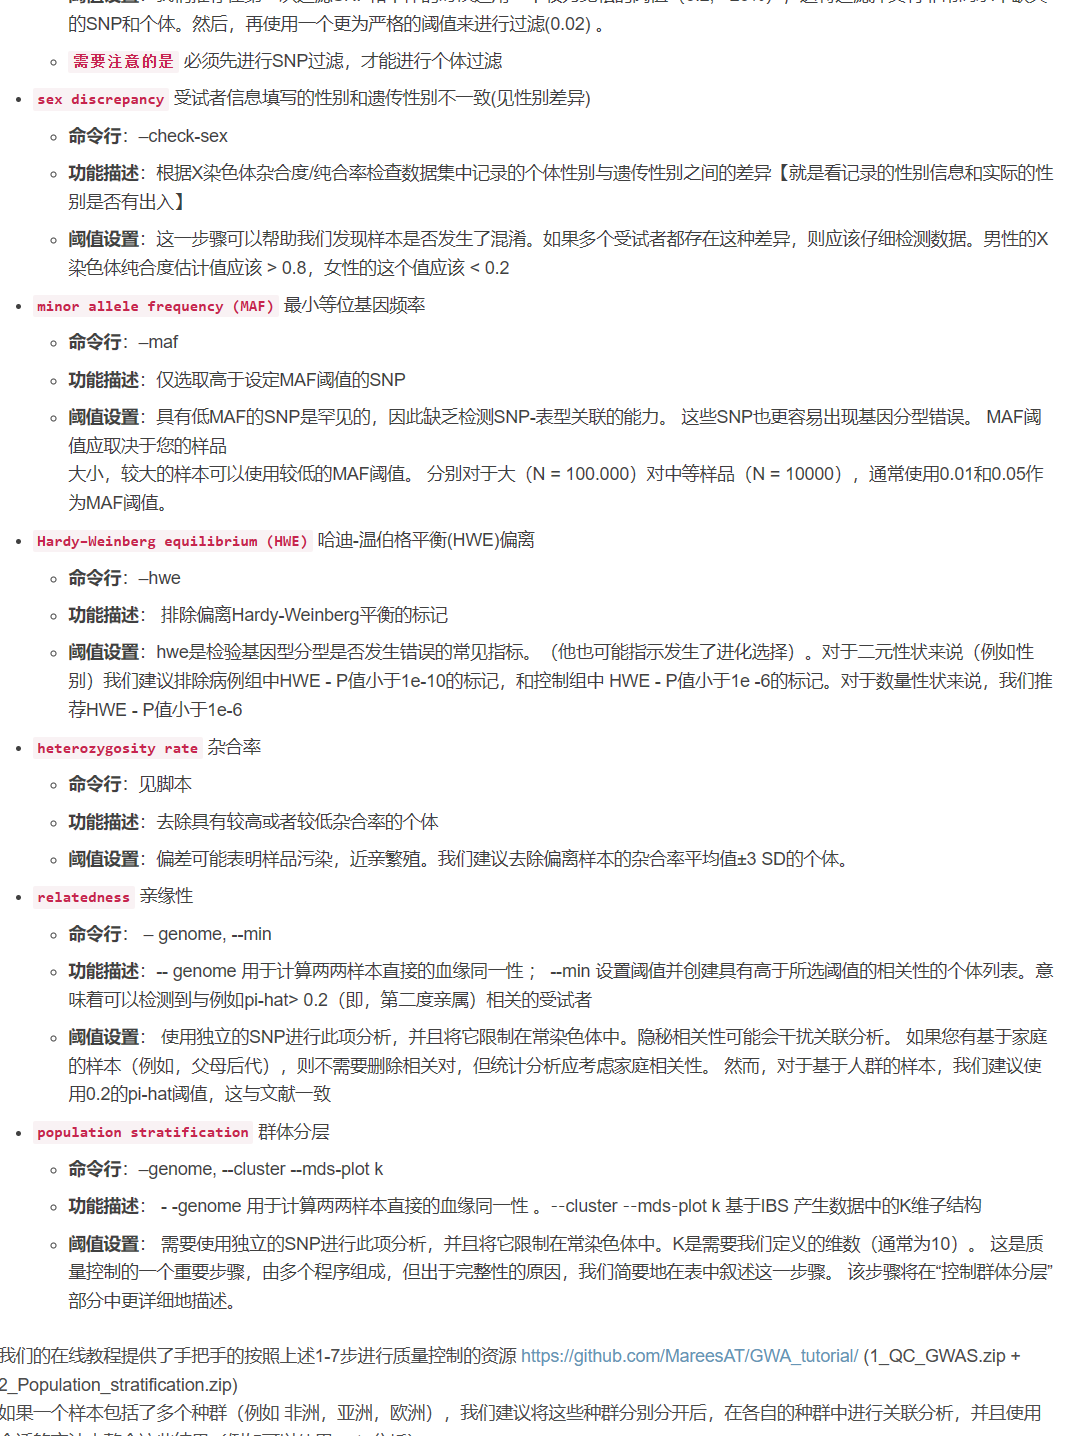 的SNP和个体。然后，再使用一个更为严格的阈值来进行过滤(0.02) 。
需要注意的是 必须先进行SNP过滤，才能进行个体过滤
sex discrepancy 受试者信息填写的性别和遗传性别不一致(见性别差异)
命令行：–check-sex
功能描述：根据X染色体杂合度/纯合率检查数据集中记录的个体性别与遗传性别之间的差异【就是看记录的性别信息和实际的性
别是否有出入】
阈值设置：这一步骤可以帮助我们发现样本是否发生了混淆。如果多个受试者都存在这种差异，则应该仔细检测数据。男性的X
染色体纯合度估计值应该 > 0.8，女性的这个值应该 < 0.2
minor allele frequency (MAF) 最小等位基因频率
命令行：–maf
功能描述：仅选取高于设定MAF阈值的SNP
阈值设置：具有低MAF的SNP是罕见的，因此缺乏检测SNP-表型关联的能力。 这些SNP也更容易出现基因分型错误。 MAF阈
值应取决于您的样品
大小，较大的样本可以使用较低的MAF阈值。 分别对于大（N = 100.000）对中等样品（N = 10000），通常使用0.01和0.05作
为MAF阈值。
Hardy–Weinberg equilibrium (HWE) 哈迪-温伯格平衡(HWE)偏离
命令行：–hwe
功能描述： 排除偏离Hardy-Weinberg平衡的标记
阈值设置：hwe是检验基因型分型是否发生错误的常见指标。（他也可能指示发生了进化选择）。对于二元性状来说（例如性
别）我们建议排除病例组中HWE - P值小于1e-10的标记，和控制组中 HWE - P值小于1e -6的标记。对于数量性状来说，我们推
荐HWE - P值小于1e-6
heterozygosity rate 杂合率
命令行：见脚本
功能描述：去除具有较高或者较低杂合率的个体
阈值设置：偏差可能表明样品污染，近亲繁殖。我们建议去除偏离样本的杂合率平均值±3 SD的个体。
relatedness 亲缘性
命令行： – genome, --min
功能描述：-- genome 用于计算两两样本直接的血缘同一性 ； --min 设置阈值并创建具有高于所选阈值的相关性的个体列表。意
味着可以检测到与例如pi-hat> 0.2（即，第二度亲属）相关的受试者
阈值设置： 使用独立的SNP进行此项分析，并且将它限制在常染色体中。隐秘相关性可能会干扰关联分析。 如果您有基于家庭
的样本（例如，父母后代），则不需要删除相关对，但统计分析应考虑家庭相关性。 然而，对于基于人群的样本，我们建议使
用0.2的pi-hat阈值，这与文献一致
population stratification 群体分层
命令行：–genome, --cluster --mds-plot k
功能描述： - -genome 用于计算两两样本直接的血缘同一性 。--cluster --mds-plot k 基于IBS 产生数据中的K维子结构
阈值设置： 需要使用独立的SNP进行此项分析，并且将它限制在常染色体中。K是需要我们定义的维数（通常为10）。 这是质
量控制的一个重要步骤，由多个程序组成，但出于完整性的原因，我们简要地在表中叙述这一步骤。 该步骤将在“控制群体分层”
部分中更详细地描述。
我们的在线教程提供了手把手的按照上述1-7步进行质量控制的资源 https://github.com/MareesAT/GWA_tutorial/ (1_QC_GWAS.zip +
2_Population_stratification.zip)
如果一个样本包括了多个种群（例如 非洲，亚洲，欧洲），我们建议将这些种群分别分开后，在各自的种群中进行关联分析，并且使用